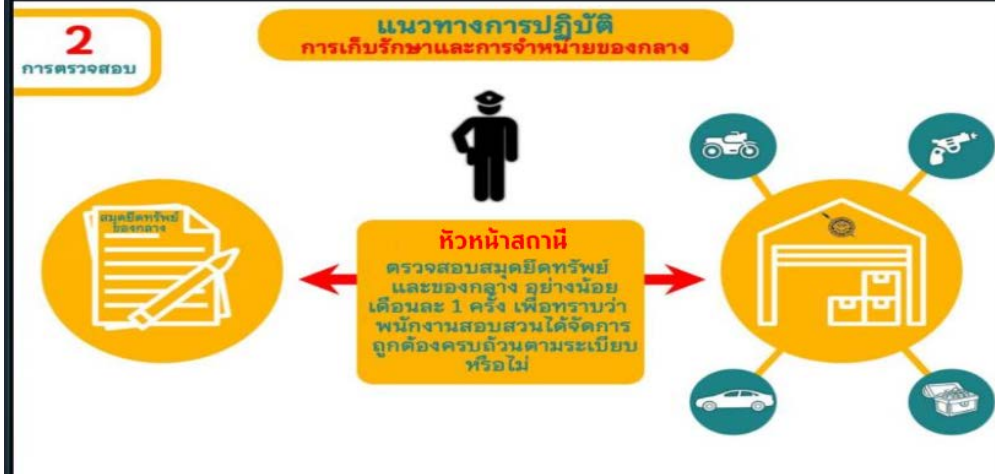 2
การตรวจสอบ
แนวทางการปฏิบัติ
การเก็บรักษาและการจำหน่ายของกลาง
สมุดยึดทรัพย์
ของกลาง
หัวหน้าสถานี
ตรวจสอบสมุดยึดทรัพย์
และของกลาง อย่างน้อย
เดือนละ 1 ครั้ง เพื่อทราบว่า
พนักงานสอบสวนได้จัดการ
ถูกต้องครบถ้วนตามระเบียบ
หรือไม่